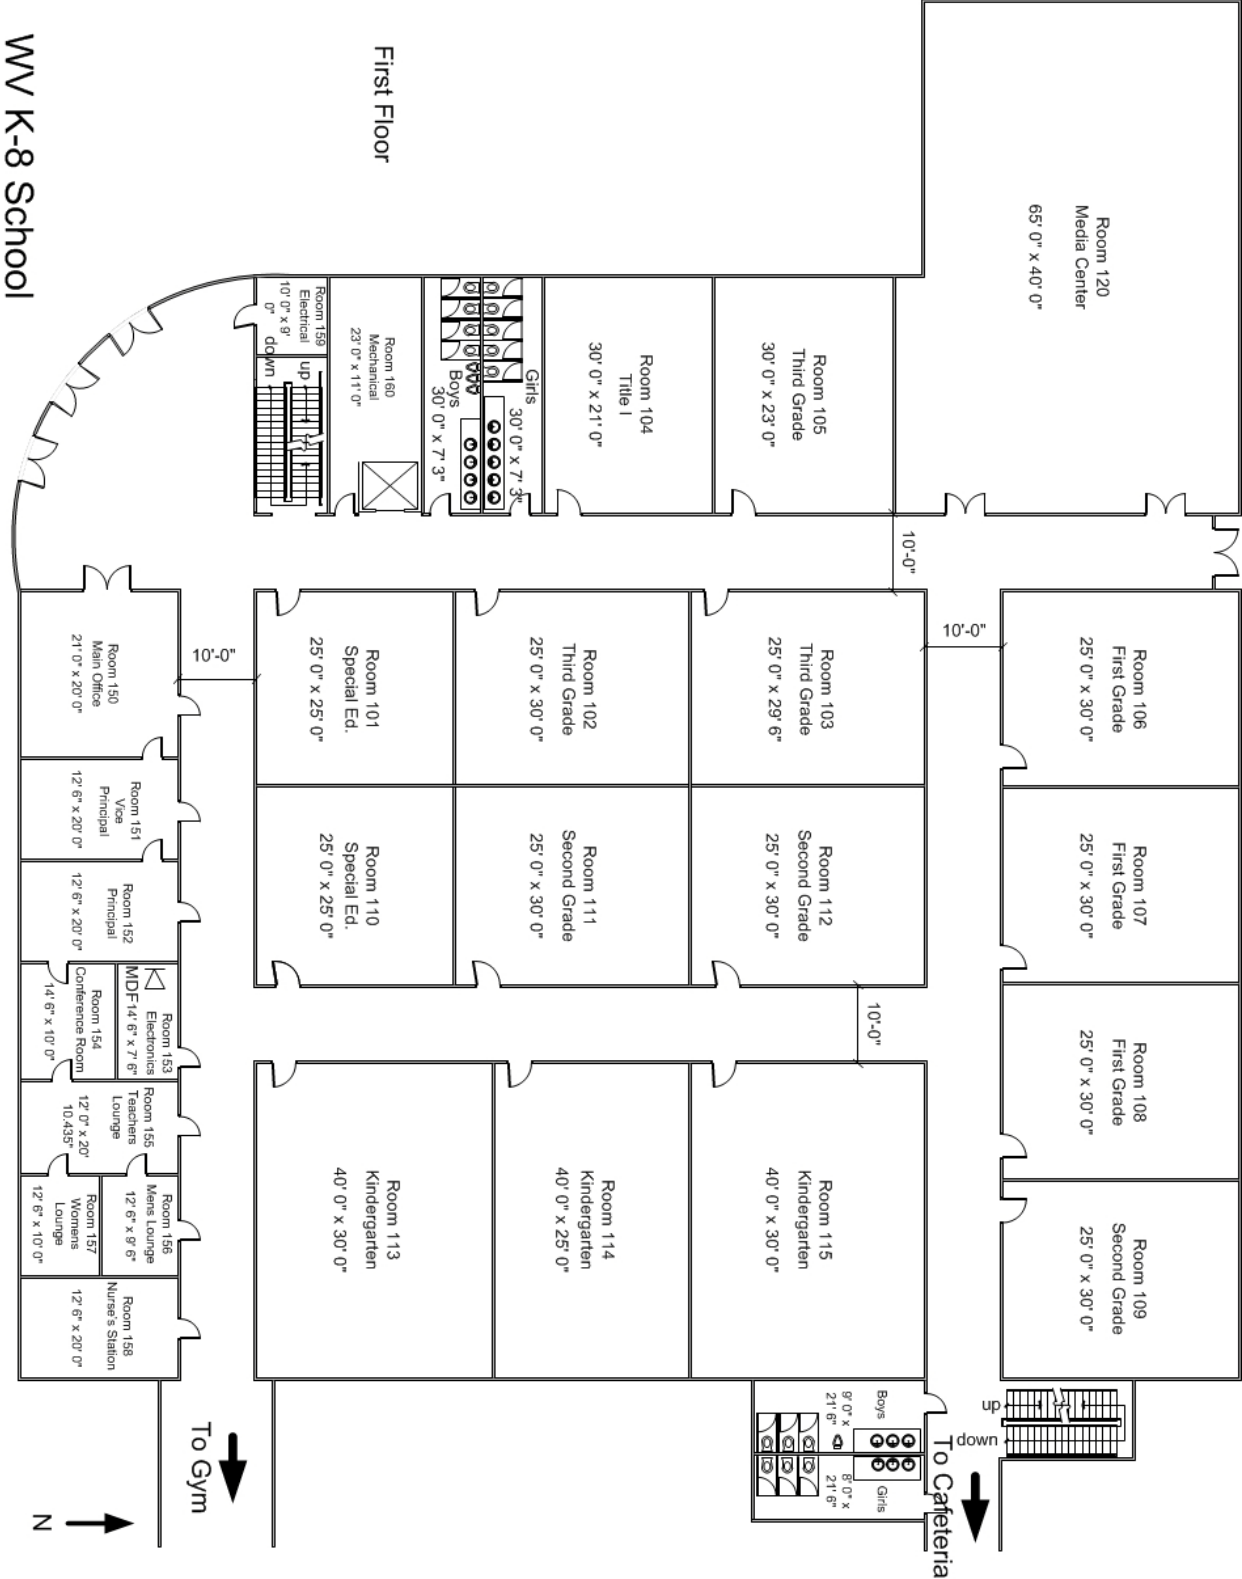 WV K-8 School
First Floor
Room 120
Media Center
65' 0" x 40' 0"
Room 105
Third Grade
30' 0" x 23' 0"
Room 104
Title I
30' 0" x 21' 0"
Girls
30' 0" x 7' 3"
Boys
30' 0" x 7' 3"
Room 160
Mechanical
23' 0" x 11' 0"
Room 159
Electrical
10' 0" x 9'
0"
up
down
10'-0"
10'-0"
10'-0"
10'-0"
Room 106
First Grade
25' 0" x 30' 0"
Room 107
First Grade
25' 0" x 30' 0"
Room 108
First Grade
25' 0" x 30' 0"
Room 109
Second Grade
25' 0" x 30' 0"
Room 103
Third Grade
25' 0" x 29' 6"
Room 102
Third Grade
25' 0" x 30' 0"
Room 101
Special Ed.
25' 0" x 25' 0"
Room 112
Second Grade
25' 0" x 30' 0"
Room 111
Second Grade
25' 0" x 30' 0"
Room 110
Special Ed.
25' 0" x 25' 0"
Room 115
Kindergarten
40' 0" x 30' 0"
Room 114
Kindergarten
40' 0" x 25' 0"
Room 113
Kindergarten
40' 0" x 30' 0"
Room 150
Main Office
21' 0" x 20' 0"
Room 151
Vice
Principal
12' 6" x 20' 0"
Room 152
Principal
12' 6" x 20' 0"
Room 153
Electronics
MDF 14' 6" x 7' 6"
Room 154
Conference Room
14' 6" x 10' 0"
Room 155
Teachers
Lounge
12' 0" x 20'
10.435"
Room 156
Mens Lounge
12' 6" x 9' 6"
Room 157
Womens
Lounge
12' 6" x 10' 0"
Room 158
Nurse's Station
12' 6" x 20' 0"
Boys
9' 0" x
21' 6"
Girls
8' 0" x
21' 6"
up
down
To Cafeteria
To Gym
N